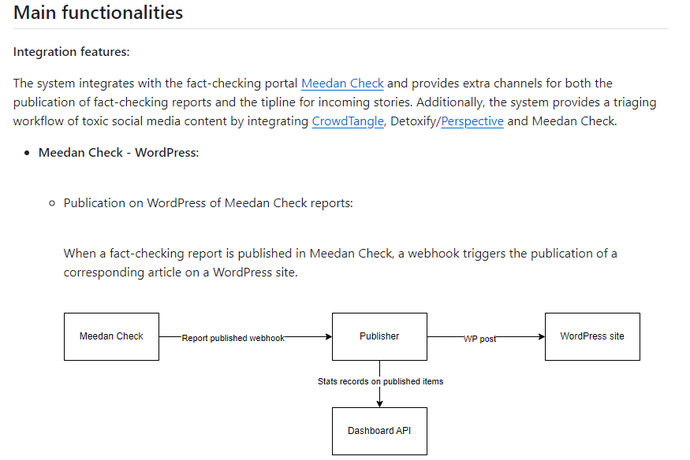 Main functionalities
Integration features:
The system integrates with the fact-checking portal Meedan Check and provides extra channels for both the
publication of fact-checking reports and the tipline for incoming stories. Additionally, the system provides a triaging
workflow of toxic social media content by integrating CrowdTangle, Detoxify/Perspective and Meedan Check.
Meedan Check - WordPress:
Publication on WordPress of Meedan Check reports:
When a fact-checking report is published in Meedan Check, a webhook triggers the publication of a
corresponding article on a WordPress site.
Meedan Check
Report published webhook
Publisher
WP post
WordPress site
Stats records on published items
Dashboard API